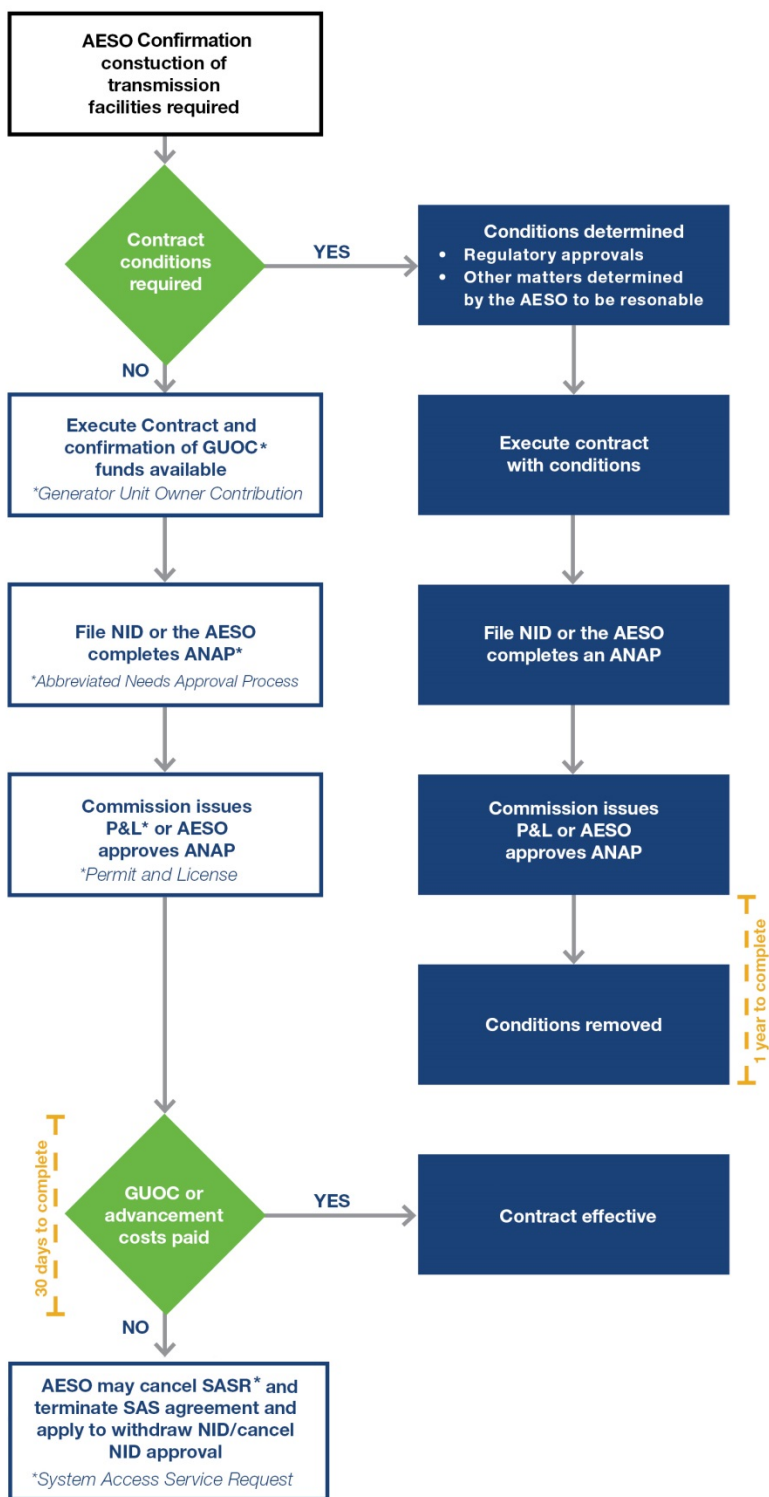 AESO Confirmation
constuction of
transmission
facilities required
Contract
conditions
required
YES
Conditions determined
• Regulatory approvals
• Other matters determined
by the AESO to be resonable
NO
Execute Contract and
confirmation of GUOC*
funds available
*Generator Unit Owner Contribution
Execute contract
with conditions
File NID or the AESO
completes ANAP*
*Abbreviated Needs Approval Process
File NID or the AESO
completes an ANAP
Commission issues
P&L* or AESO
approves ANAP
*Permit and License
Commission issues
P&L or AESO
approves ANAP
Conditions removed
1 year to complete
30 days to complete
GUOC or
advancement
costs paid
YES
Contract effective
NO
AESO may cancel SASR* and
terminate SAS agreement and
apply to withdraw NID/cancel
NID approval
*System Access Service Request